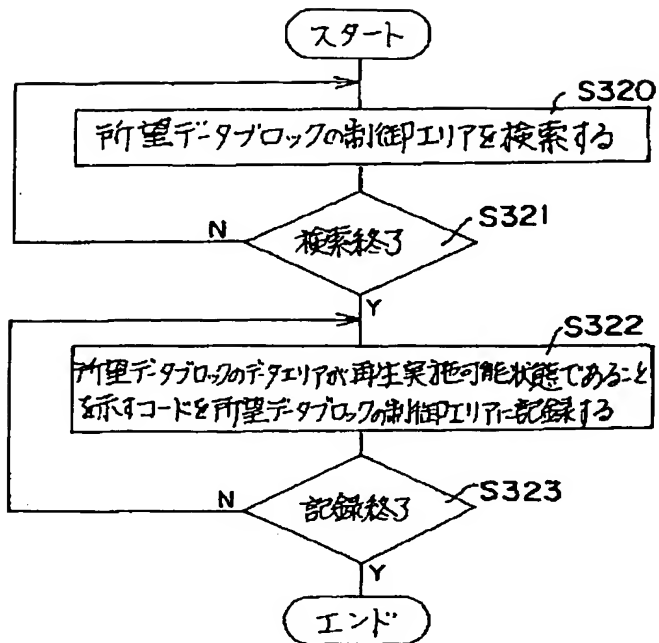 スタート
S320
所望データブロックの制御エリアを検索する
S321
検索終了
N
Y
S322
所望データブロックのデータエリアが再生実施可能状態であること
を示すコードを所望データブロックの制御エリアに記録する
S323
記録終了
N
Y
エンド